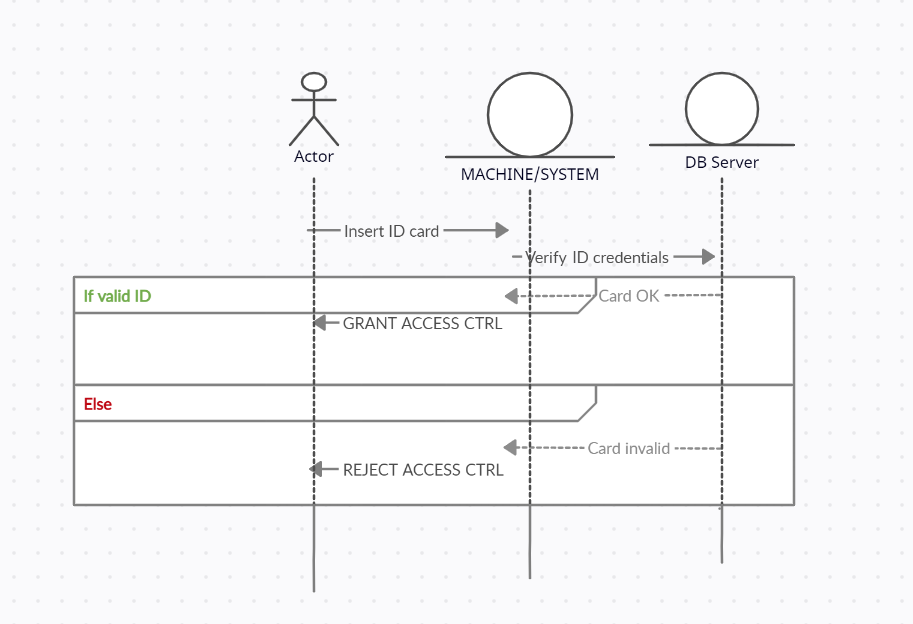 Actor
MACHINE/SYSTEM
DB Server
Insert ID card
Verify ID credentials
If valid ID
Card OK
GRANT ACCESS CTRL
Else
Card invalid
REJECT ACCESS CTRL